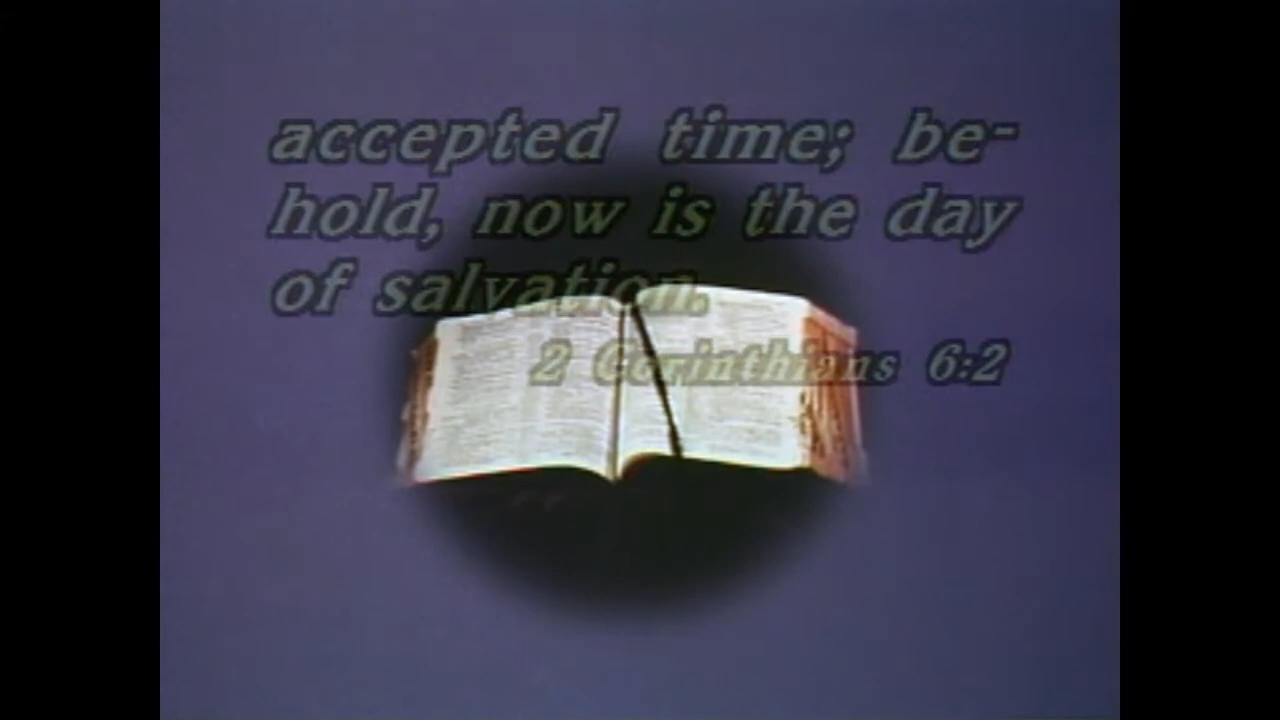 accepted time; be-
hold, now is the day
of salvation.
2 Corinthians 6:2